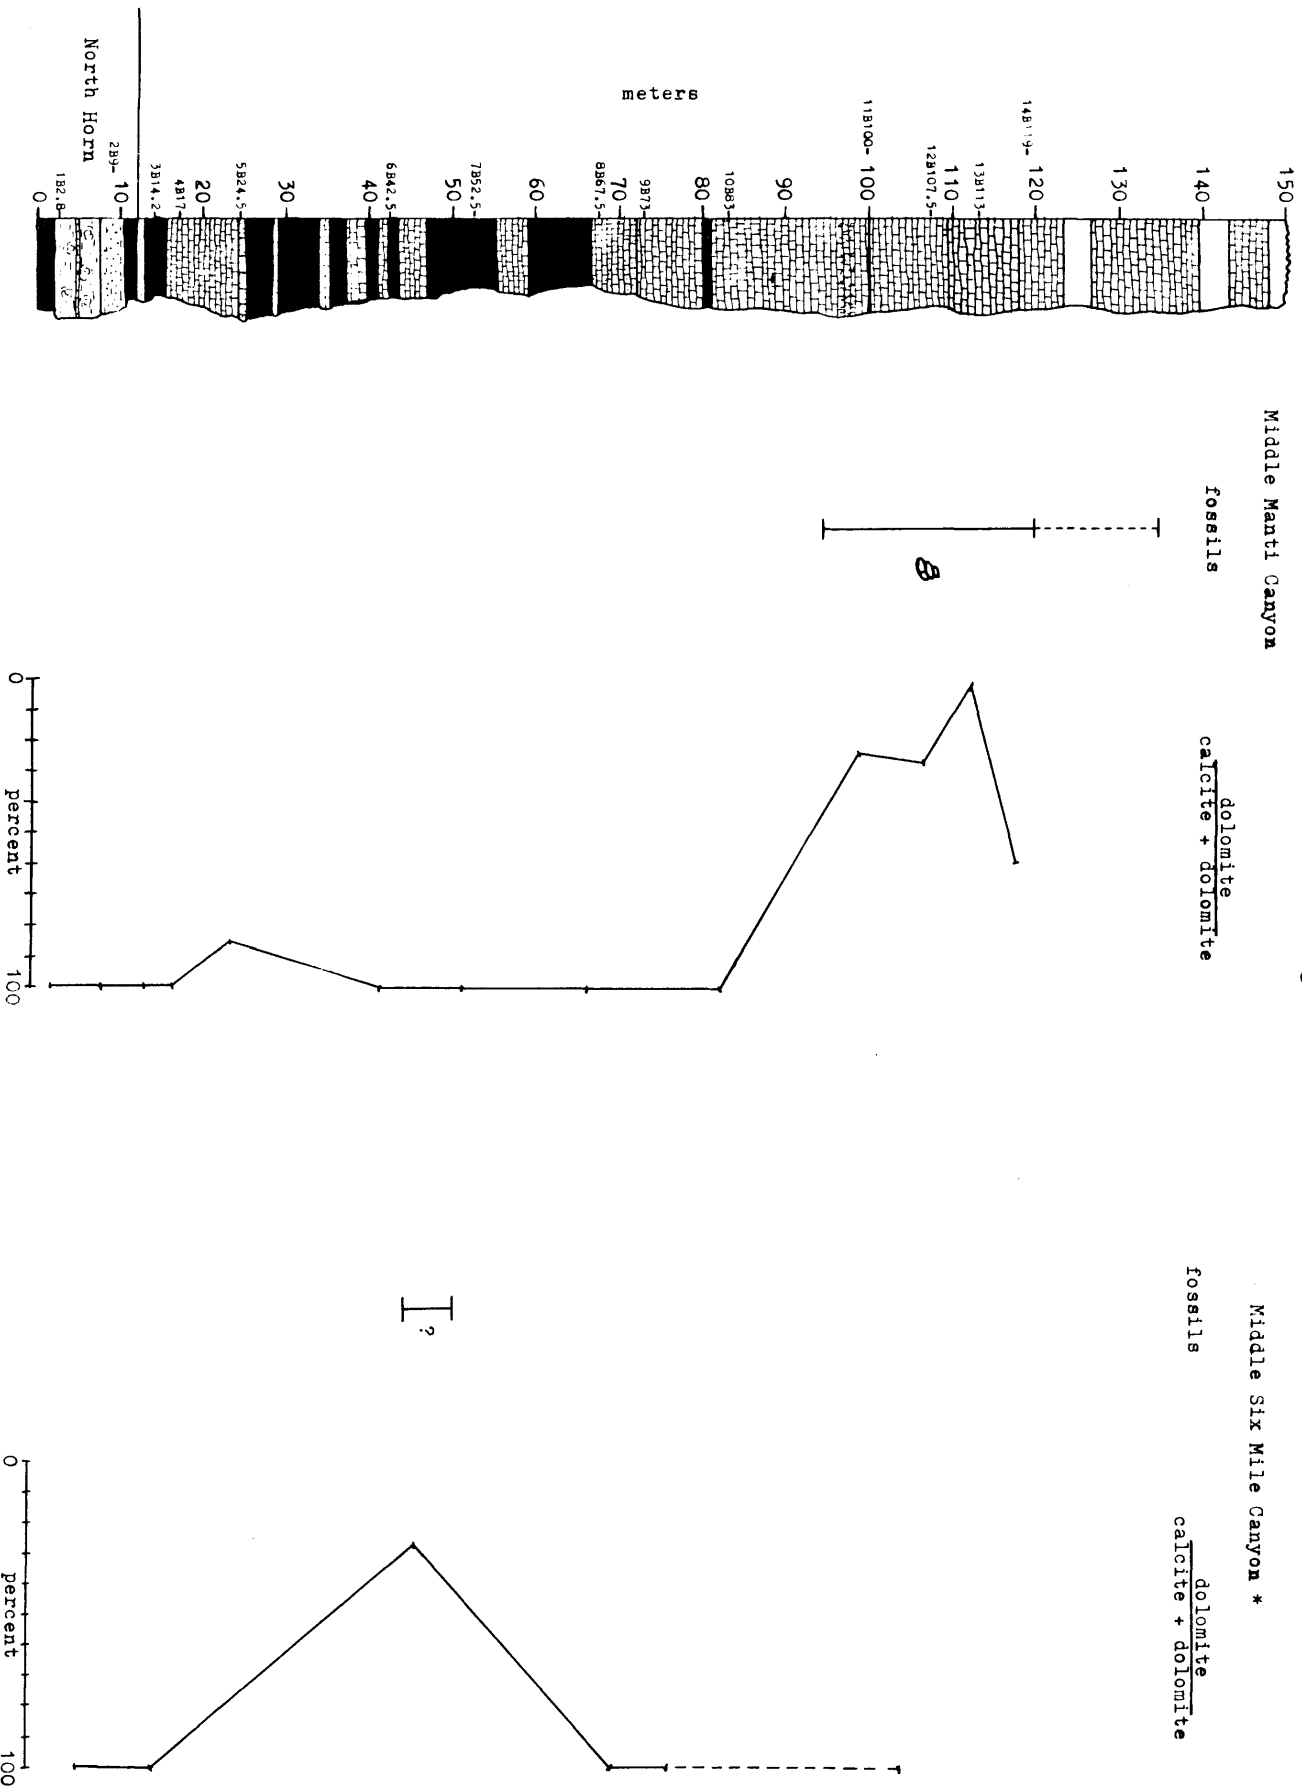 Middle Manti Canyon
Middle Six Mile Canyon *
fossils
dolomite
calcite + dolomite
fossils
dolomite
calcite + dolomite
150
140
130
14B119- 120
13B113
110
12B107.5
11B100- 100
90
10B83
80
9B73
70
8B67.5
60
7B52.5
50
6B42.5
40
30
5B24.5
20
4B17
3B14.2
2B9- 10
1B2.8
0
meters
North Horn
?
0 100
percent
0 100
percent